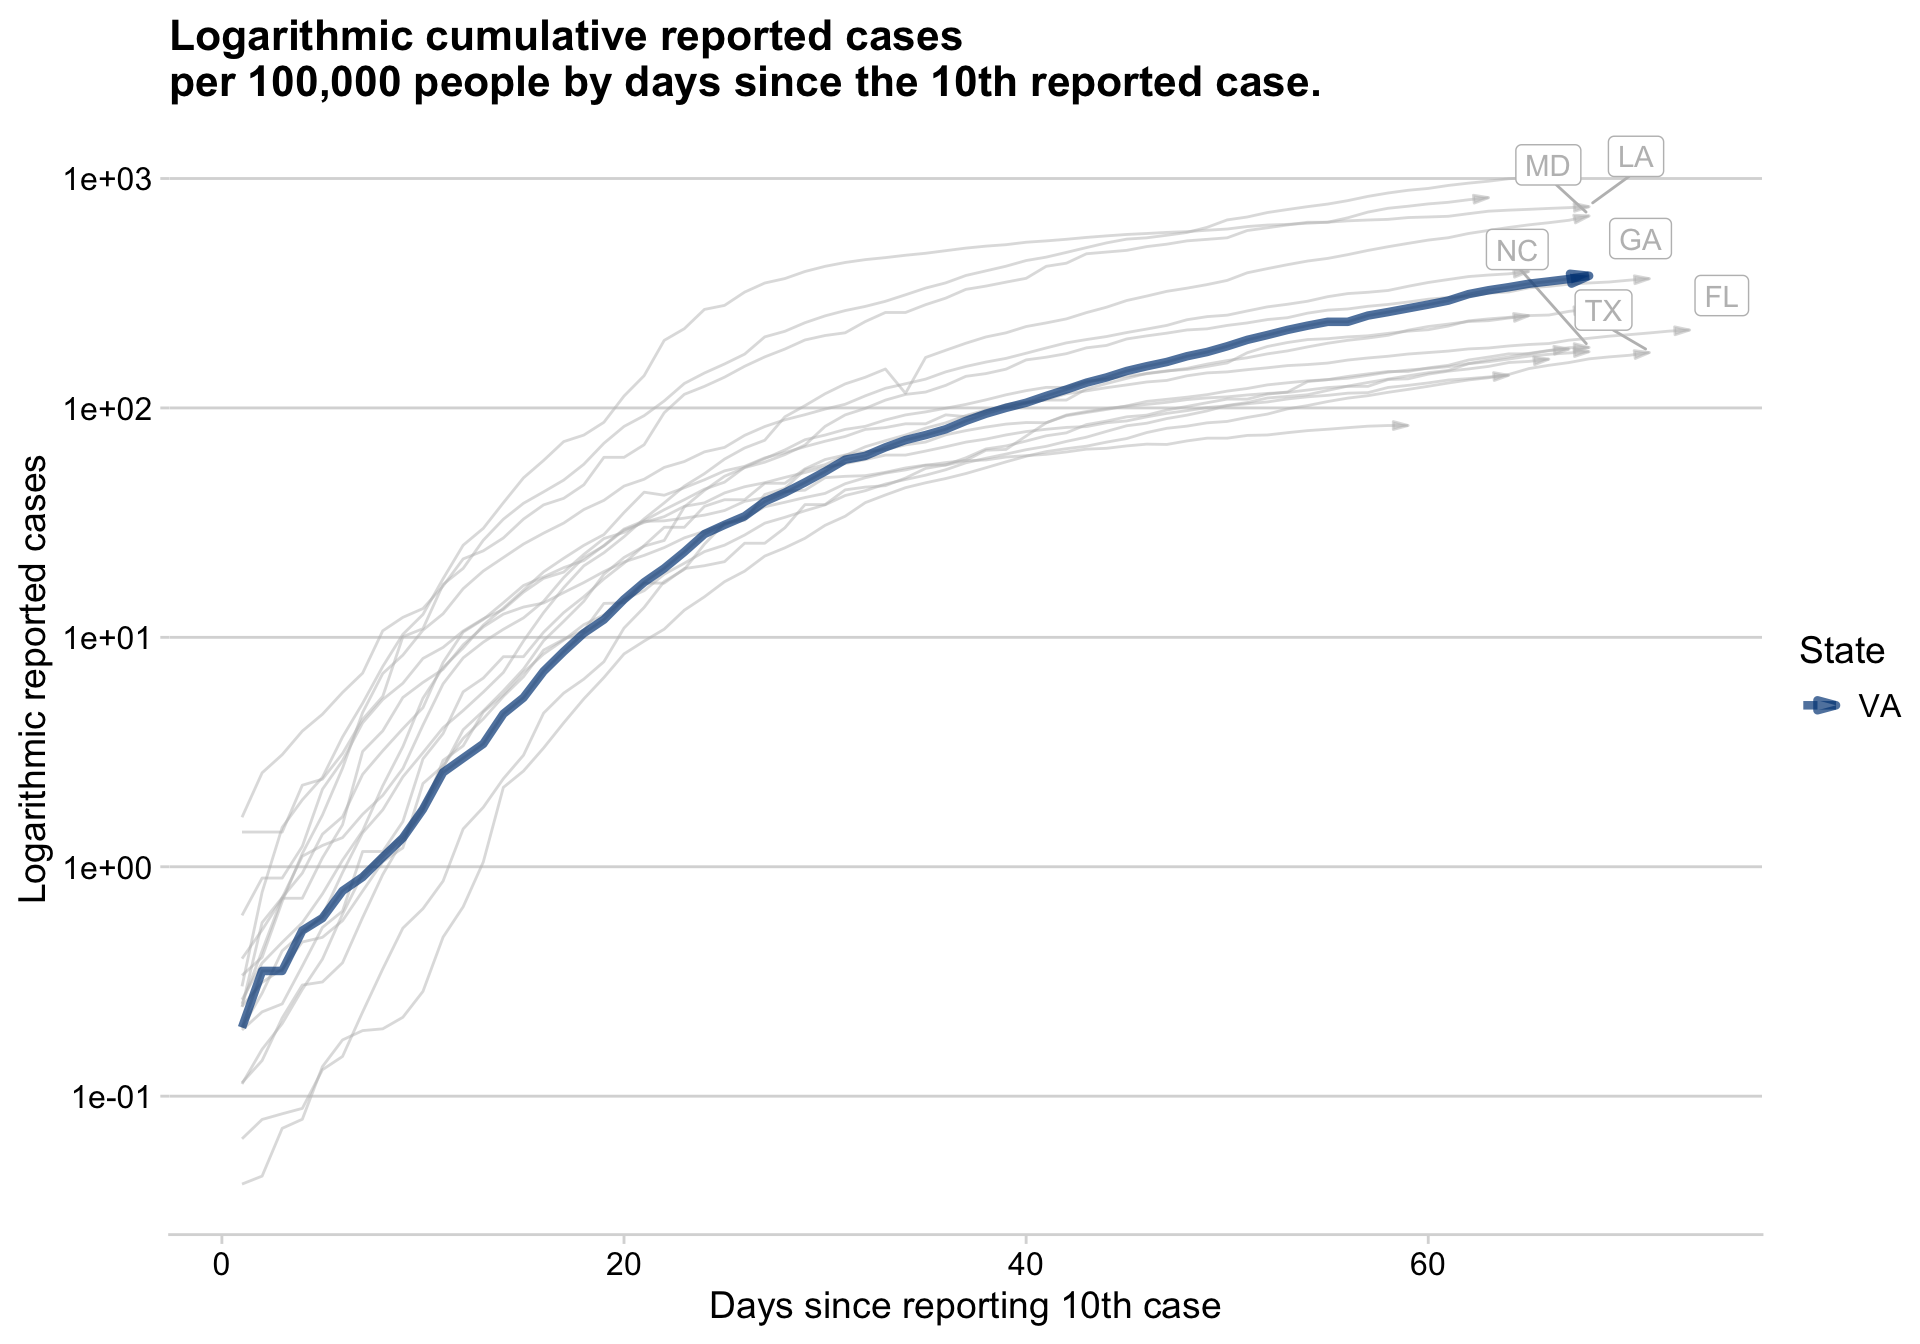 Logarithmic cumulative reported cases
per 100,000 people by days since the 10th reported case.
1e+03
1e+02
1e+01
1e+00
1e-01
Logarithmic reported cases
MD
LA
NC
GA
TX
FL
State
VA
0
20
40
60
Days since reporting 10th case